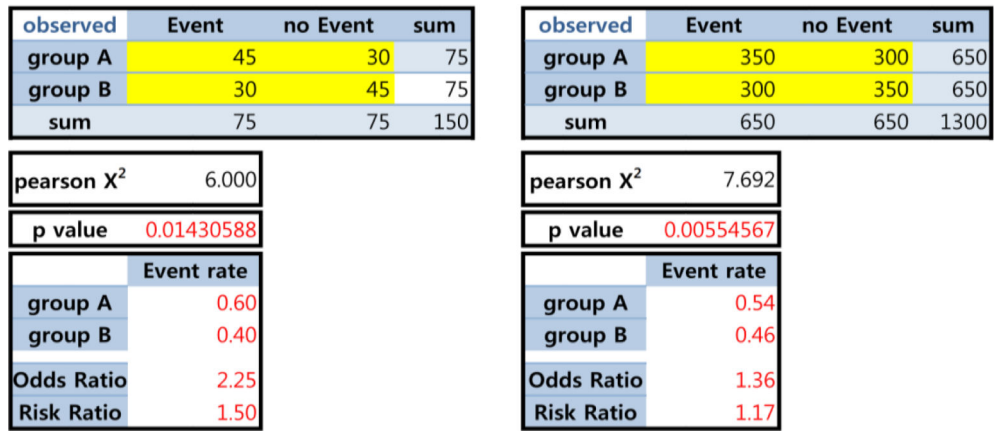 observed Event no Event sum
group A 45 30 75
group B 30 45 75
sum 75 75 150
pearson X² 6.000
p value 0.01430588
Event rate
group A 0.60
group B 0.40
Odds Ratio 2.25
Risk Ratio 1.50
observed Event no Event sum
group A 350 300 650
group B 300 350 650
sum 650 650 1300
pearson X² 7.692
p value 0.00554567
Event rate
group A 0.54
group B 0.46
Odds Ratio 1.36
Risk Ratio 1.17